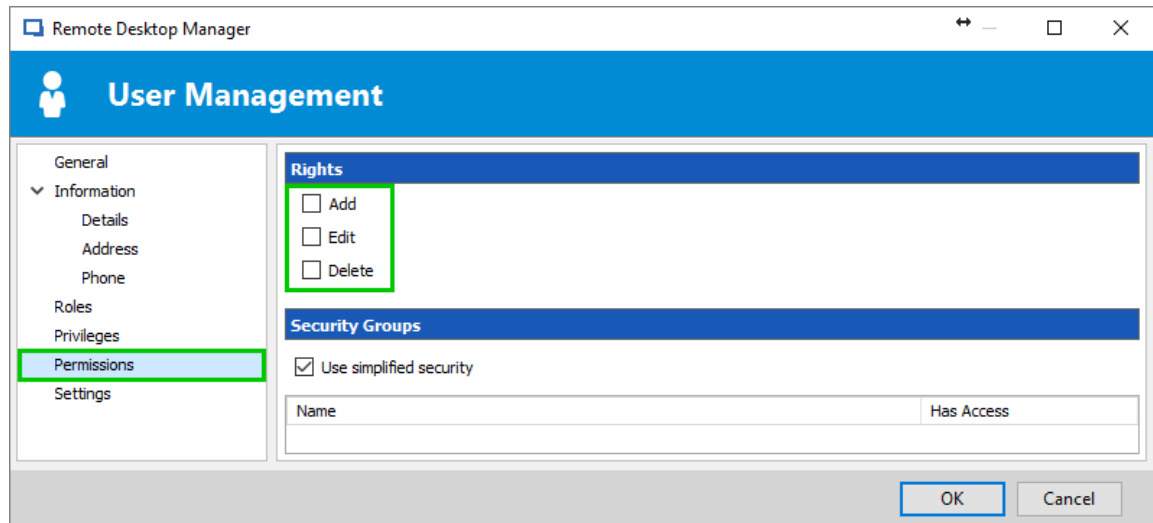 Remote Desktop Manager
User Management
General
Information
Details
Address
Phone
Roles
Privileges
Permissions
Settings
Rights
Add
Edit
Delete
Security Groups
Use simplified security
Name Has Access
OK Cancel